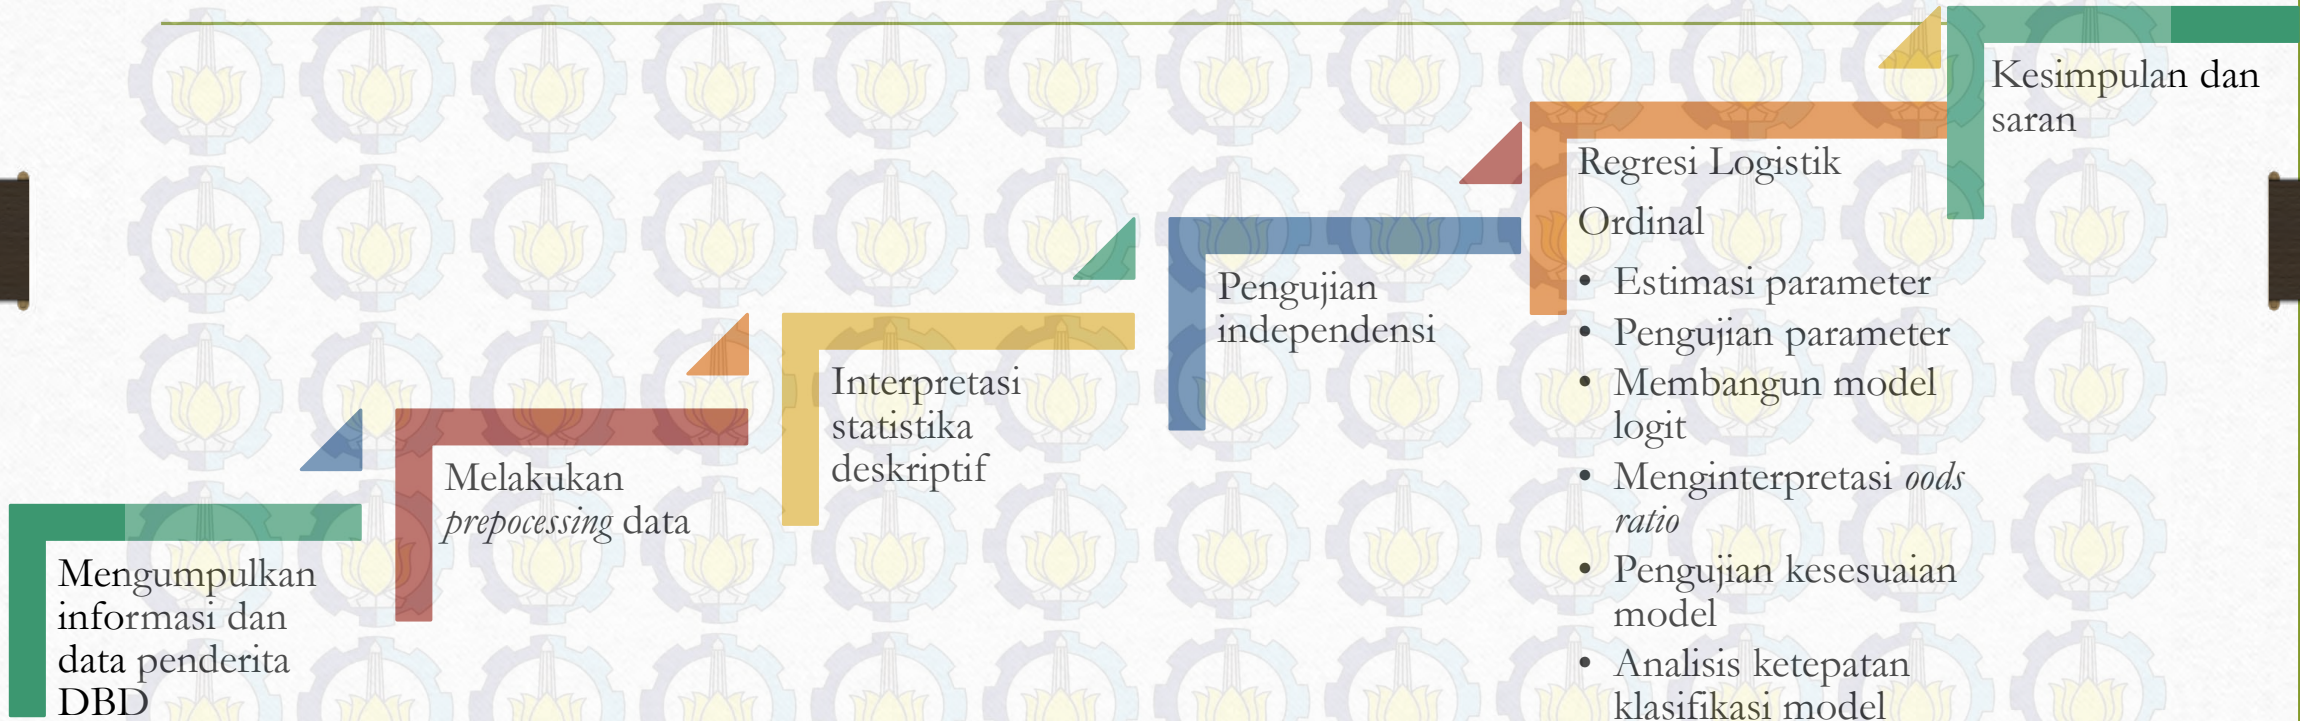 Mengumpulkan
informasi dan
data penderita
DBD
Melakukan
prepocessing data
Interpretasi
statistika
deskriptif
Pengujian
independensi
Regresi Logistik
Ordinal
• Estimasi parameter
• Pengujian parameter
• Membangun model
logit
• Menginterpretasi oods
ratio
• Pengujian kesesuaian
model
• Analisis ketepatan
klasifikasi model
Kesimpulan dan
saran